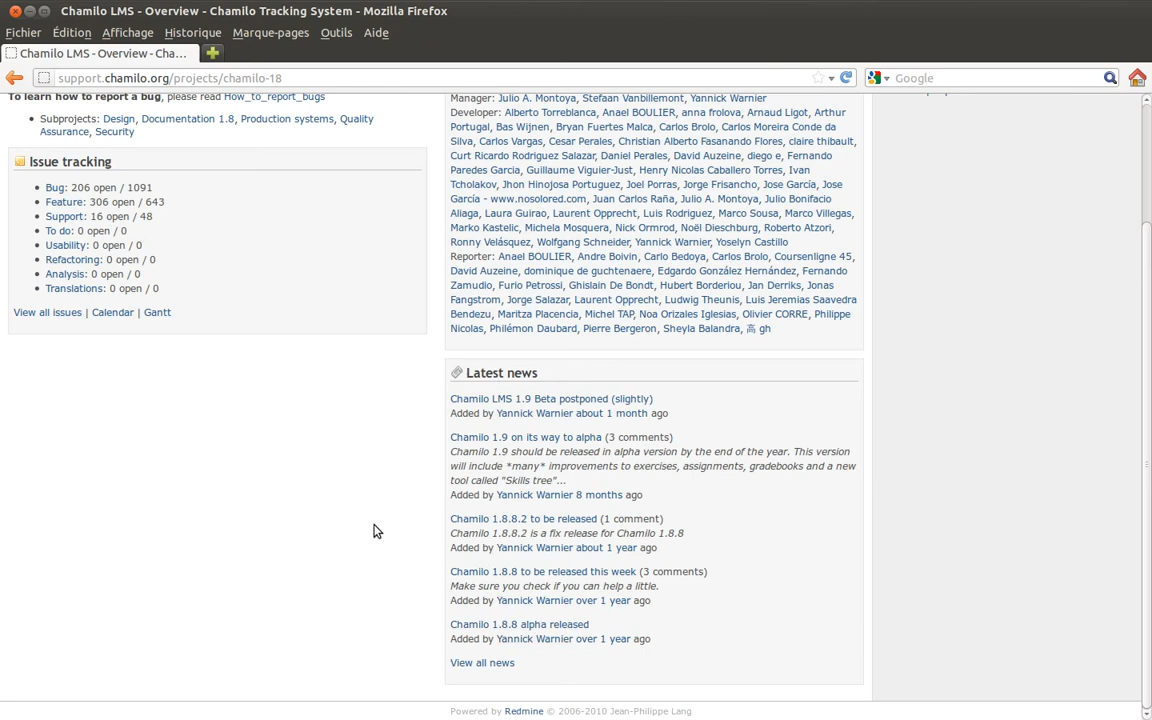 Chamilo LMS - Overview - Chamilo Tracking System - Mozilla Firefox
Fichier Édition Affichage Historique Marque-pages Outils Aide
Chamilo LMS - Overview - Cha...
support.chamilo.org/projects/chamilo-18
Google
To learn how to report a bug, please read How_to_report_bugs
Subprojects: Design, Documentation 1.8, Production systems, Quality
Assurance, Security
Issue tracking
Bug: 206 open / 1091
Feature: 306 open / 643
Support: 16 open / 48
To do: 0 open / 0
Usability: 0 open / 0
Refactoring: 0 open / 0
Analysis: 0 open / 0
Translations: 0 open / 0
View all issues | Calendar | Gantt
Manager: Julio A. Montoya, Stefaan Vanbillemont, Yannick Warnier
Developer: Alberto Torreblanca, Anael BOULIER, anna frolova, Arnaud Ligot, Arthur
Portugal, Bas Wijnen, Bryan Fuertes Malca, Carlos Brolo, Carlos Moreira Conde da
Silva, Carlos Vargas, Cesar Perales, Christian Alberto Fasanando Flores, claire thibault,
Curt Ricardo Rodriguez Salazar, Daniel Perales, David Auzeine, diego e, Fernando
Paredes Garcia, Guillaume Viguier-Just, Henry Nicolas Caballero Torres, Ivan
Tcholakov, Jhon Hinojosa Portuguez, Joel Porras, Jorge Frisancho, Jose García, Jose
García - www.nosolored.com, Juan Carlos Raña, Julio A. Montoya, Julio Bonifacio
Aliaga, Laura Guirao, Laurent Opprecht, Luis Rodriguez, Marco Sousa, Marco Villegas,
Marko Kastelic, Michela Mosquera, Nick Ormrod, Noël Dieschburg, Roberto Atzori,
Ronny Velásquez, Wolfgang Schneider, Yannick Warnier, Yoselyn Castillo
Reporter: Anael BOULIER, Andre Boivin, Carlo Bedoya, Carlos Brolo, Coursenligne 45,
David Auzeine, dominique de guchtenaere, Edgardo González Hernández, Fernando
Zamudio, Furio Petrossi, Ghislain De Bondt, Hubert Borderiou, Jan Derriks, Jonas
Fangstrom, Jorge Salazar, Laurent Opprecht, Ludwig Theunis, Luis Jeremias Saavedra
Bendezu, Maritza Placencia, Michel TAP, Noa Orizales Iglesias, Olivier CORRE, Philippe
Nicolas, Philémon Daubard, Pierre Bergeron, Sheyla Balandra, 高 gh
Latest news
Chamilo LMS 1.9 Beta postponed (slightly)
Added by Yannick Warnier about 1 month ago
Chamilo 1.9 on its way to alpha (3 comments)
Chamilo 1.9 should be released in alpha version by the end of the year. This version
will include *many* improvements to exercises, assignments, gradebooks and a new
tool called "Skills tree"...
Added by Yannick Warnier 8 months ago
Chamilo 1.8.8.2 to be released (1 comment)
Chamilo 1.8.8.2 is a fix release for Chamilo 1.8.8
Added by Yannick Warnier about 1 year ago
Chamilo 1.8.8 to be released this week (3 comments)
Make sure you check if you can help a little.
Added by Yannick Warnier over 1 year ago
Chamilo 1.8.8 alpha released
Added by Yannick Warnier over 1 year ago
View all news
Powered by Redmine © 2006-2010 Jean-Philippe Lang